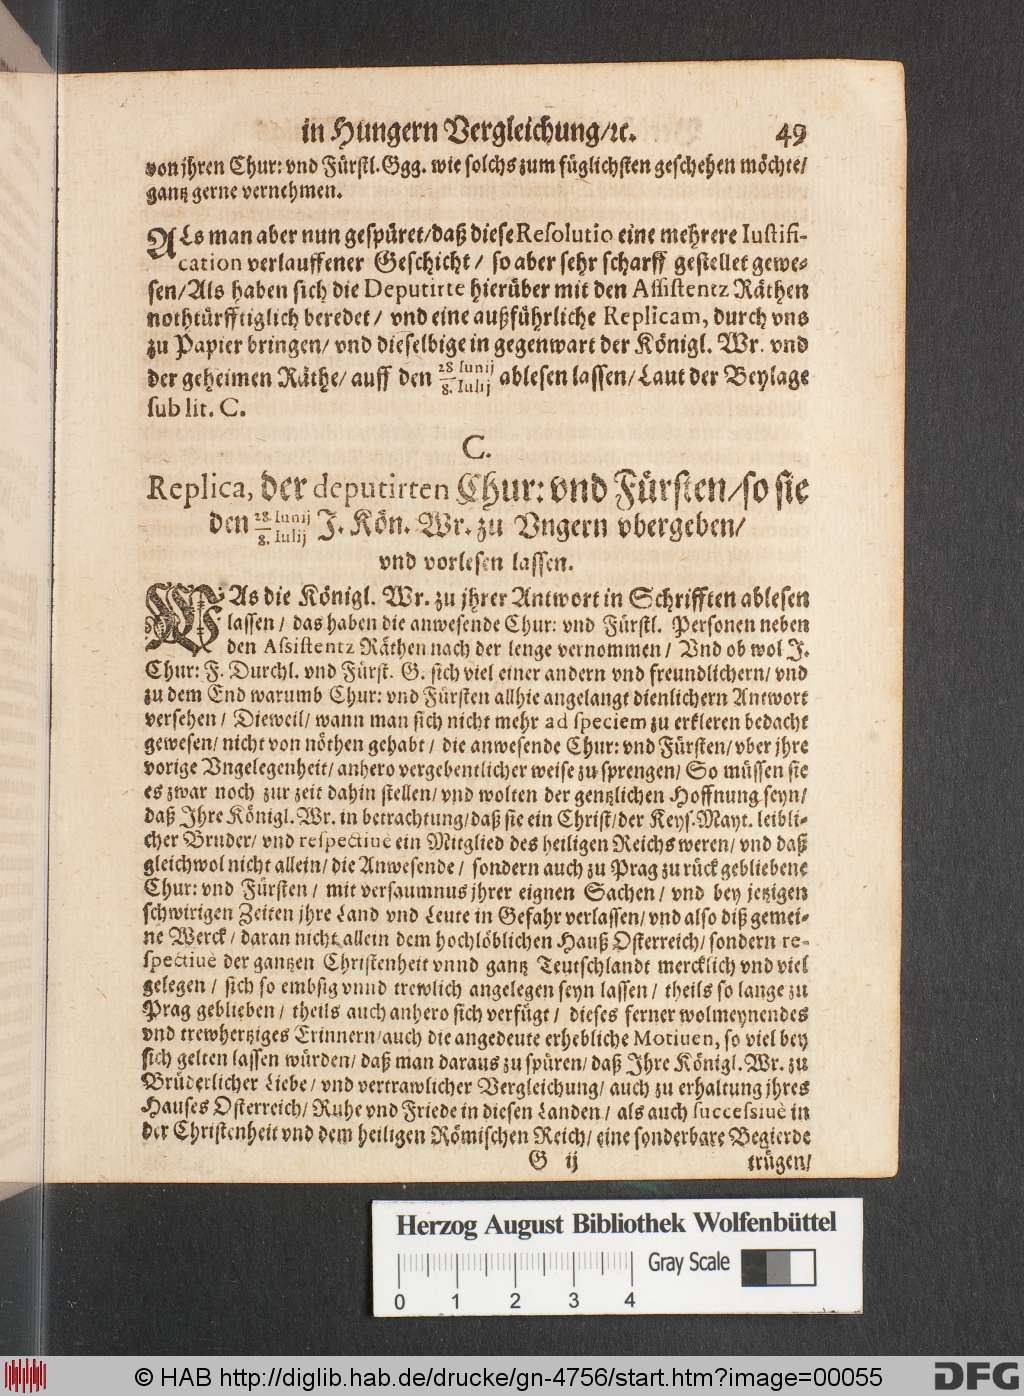 in Hungern Vergleichung/ꝛc. 49
von jhren Chur: vnd Fürstl. Ggg. wie solchs zum füglichsten geschehen möchte/
gantz gerne vernehmen.
ALs man aber nun gespüret/daß diese Resolutio eine mehrere Iustifi-
cation verlauffener Geschicht/ so aber sehr scharff gestellet gewe-
sen/Als haben sich die Deputirte hierüber mit den Assistentz Räthen
nothtürfftiglich beredet/ vnd eine außführliche Replicam, durch vns
zu Papier bringen/ vnd dieselbige in gegenwart der Königl. Wr. vnd
der geheimen Räthe/ auff den 28 Iunij / 8. Iulij ablesen lassen/Laut der Beylage
sub lit. C.
C.
Replica, der deputirten Chur: vnd Fürsten/so sie
den 28. Iunij / 8. Iulij J. Kön. Wr. zu Vngern vbergeben/
vnd vorlesen lassen.
WAs die Königl. Wr. zu jhrer Antwort in Schrifften ablesen
lassen/ das haben die anwesende Chur: vnd Fürstl. Personen neben
den Assistentz Räthen nach der lenge vernommen/ Vnd ob wol J.
Chur: F. Durchl. vnd Fürst. G. sich viel einer andern vnd freundlichern/ vnd
zu dem End warumb Chur: vnd Fürsten allhie angelangt dienlichern Antwort
versehen/ Dieweil/ wann man sich nicht mehr ad speciem zu erkleren bedacht
gewesen/ nicht von nöthen gehabt/ die anwesende Chur: vnd Fürsten/ vber jhre
vorige Vngelegenheit/ anhero vergebentlicher weise zu sprengen/ So müssen sie
es zwar noch zur zeit dahin stellen/ vnd wolten der gentzlichen Hoffnung seyn/
daß Jhre Königl. Wr. in betrachtung/ daß sie ein Christ/ der Keys. Mayt. leibli-
cher Bruder/ vnd respectiuè ein Mitglied des heiligen Reichs weren/ vnd daß
gleichwol nicht allein/ die Anwesende/ sondern auch zu Prag zu rück gebliebene
Chur: vnd Fürsten/ mit versaumnus jhrer eignen Sachen/ vnd bey jetzigen
schwirigen Zeiten jhre Land vnd Leute in Gefahr verlassen/ vnd also diß gemei-
ne Werck/ daran nicht allein dem hochlöblichen Hauß Osterreich/ sondern re-
spectiuè der gantzen Christenheit vnnd gantz Teutschlandt mercklich vnd viel
gelegen/ sich so embsig vnnd trewlich angelegen seyn lassen/ theils so lange zu
Prag geblieben/ theils auch anhero sich verfügt/ dieses ferner wolmeynendes
vnd trewhertziges Erinnern/ auch die angedeute erhebliche Motiuen, so viel bey
sich gelten lassen würden/ daß man daraus zu spüren/ daß Jhre Königl. Wr. zu
Brüderlicher Liebe/ vnd vertrawlicher Vergleichung/ auch zu erhaltung jhres
Hauses Osterreich/ Ruhe vnd Friede in diesen Landen/ als auch successiuè in
der Christenheit vnd dem heiligen Römischen Reich/ eine sonderbare Begierde
G ij trügen/
Herzog August Bibliothek Wolfenbüttel
Gray Scale
0 1 2 3 4
© HAB http://diglib.hab.de/drucke/gn-4756/start.htm?image=00055
DFG